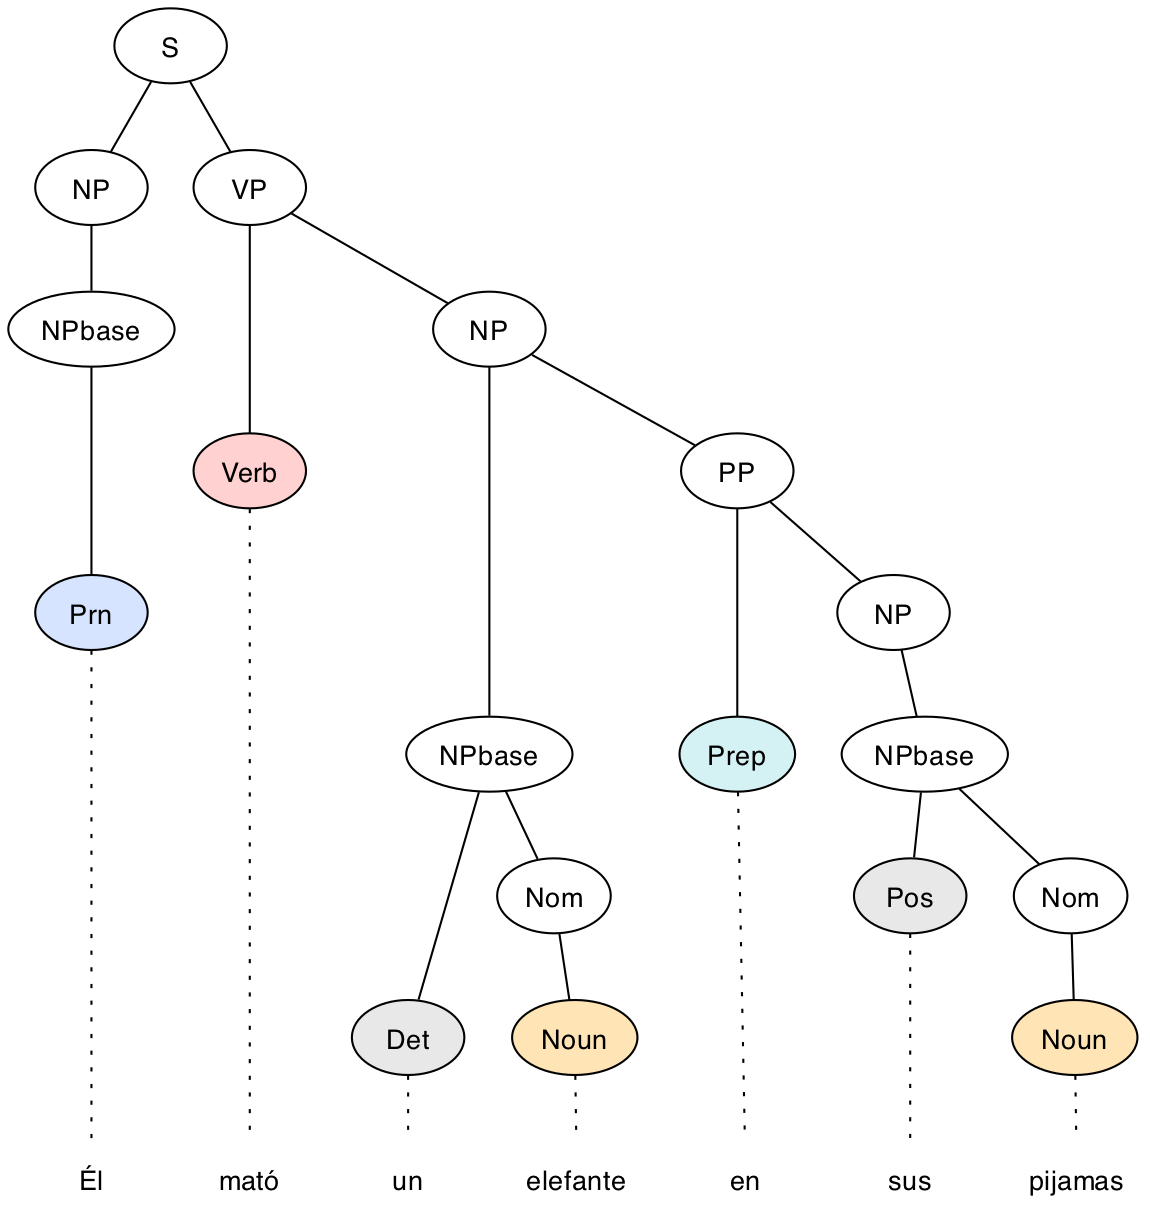 S
NP VP
NPbase NP
Verb PP
Prn NP
NPbase Prep NPbase
Nom Pos Nom
Det Noun Noun
Él mató un elefante en sus pijamas